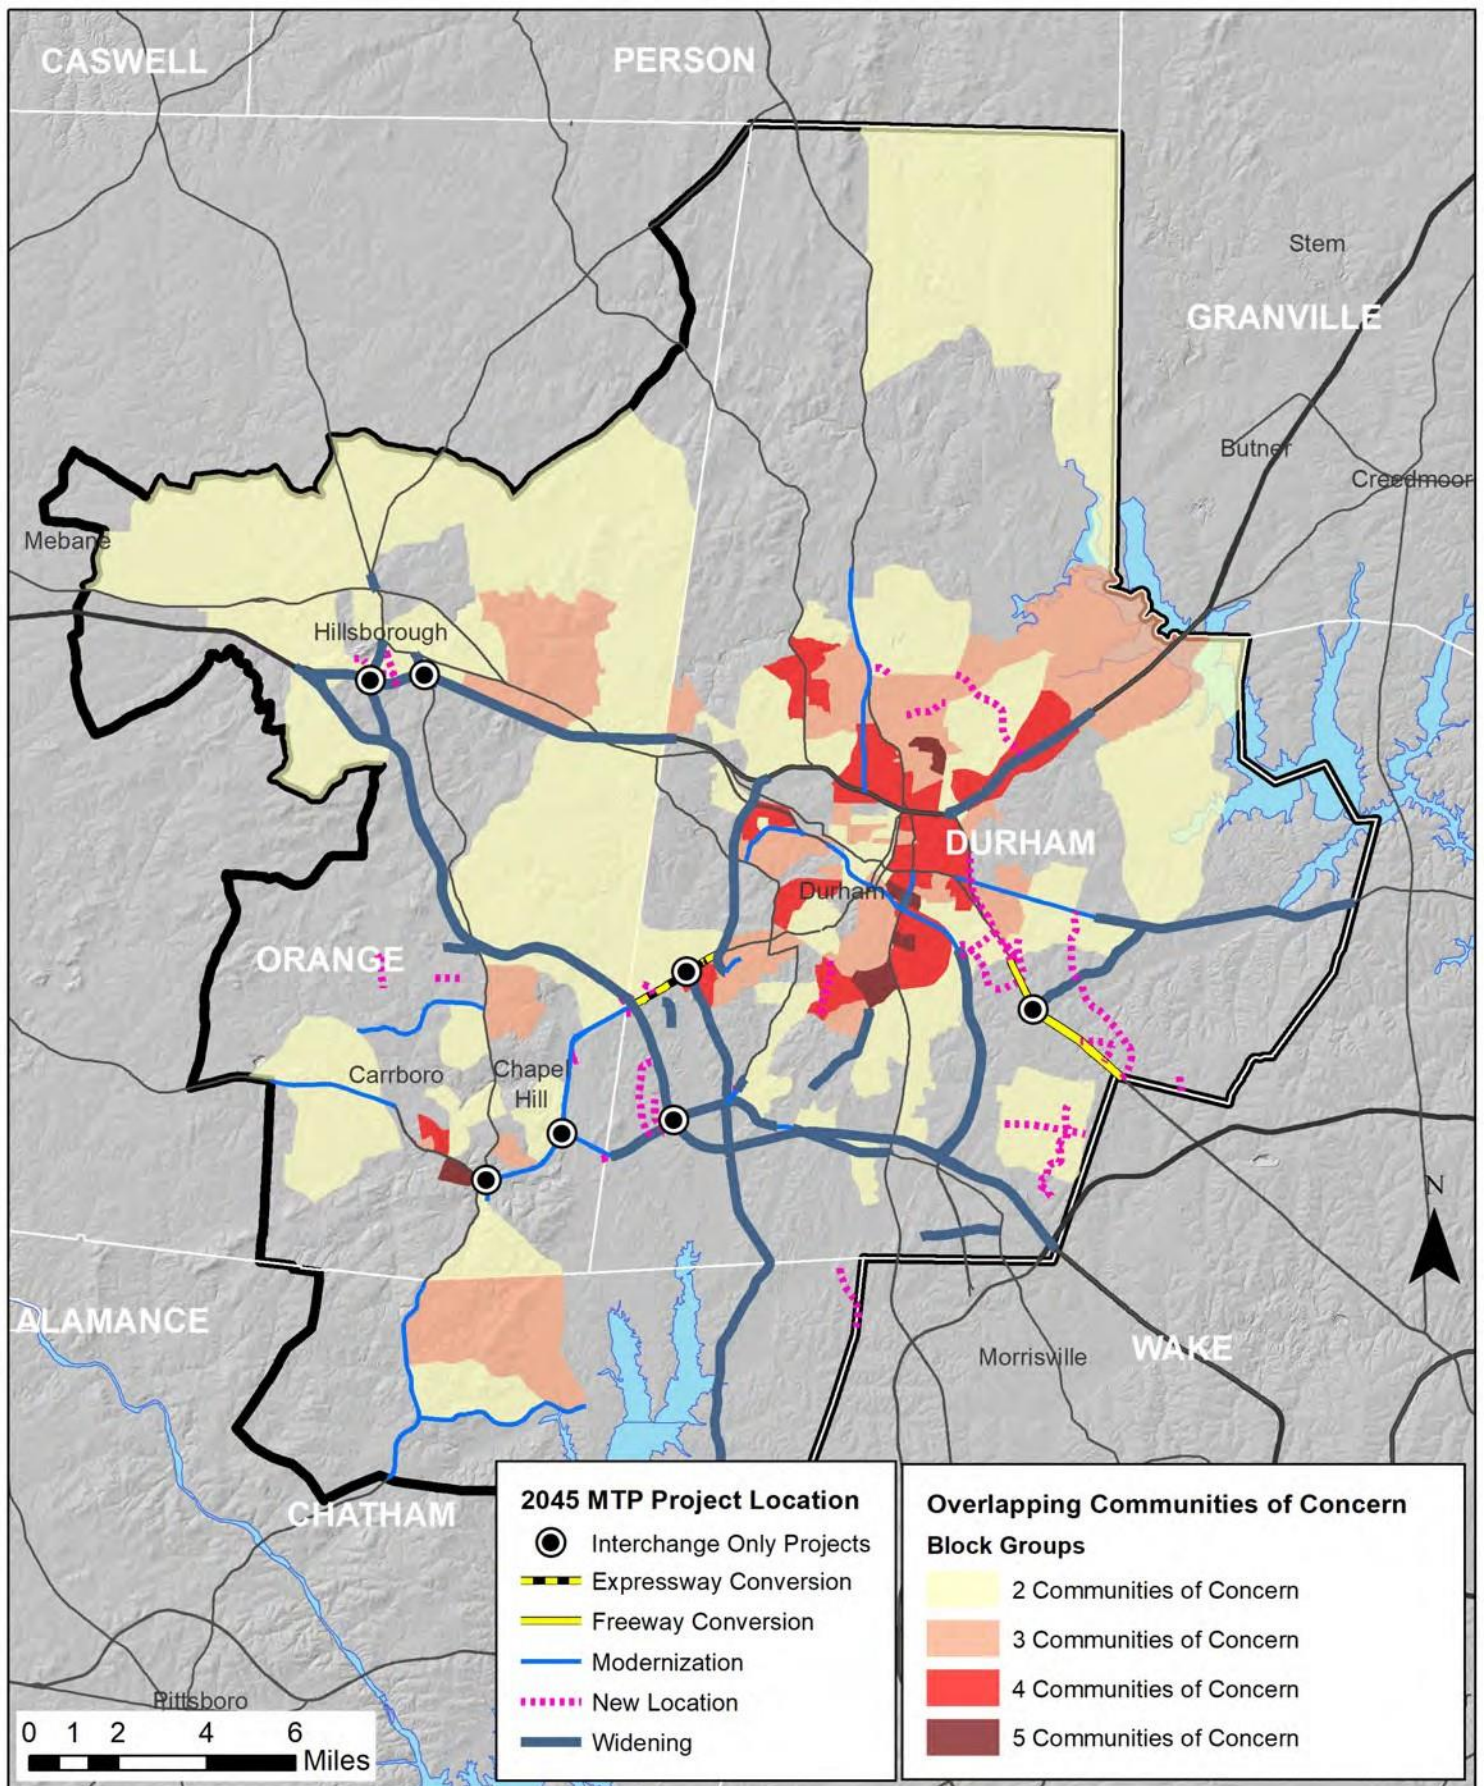 CASWELL
PERSON
Stem
GRANVILLE
Butner
Creedmoor
Mebane
Hillsborough
DURHAM
Durham
ORANGE
Carrboro
Chapel
Hill
N
ALAMANCE
Morrisville
WAKE
CHATHAM
Pittsboro
0 1 2 4 6
Miles
2045 MTP Project Location
Interchange Only Projects
Expressway Conversion
Freeway Conversion
Modernization
New Location
Widening
Overlapping Communities of Concern
Block Groups
2 Communities of Concern
3 Communities of Concern
4 Communities of Concern
5 Communities of Concern